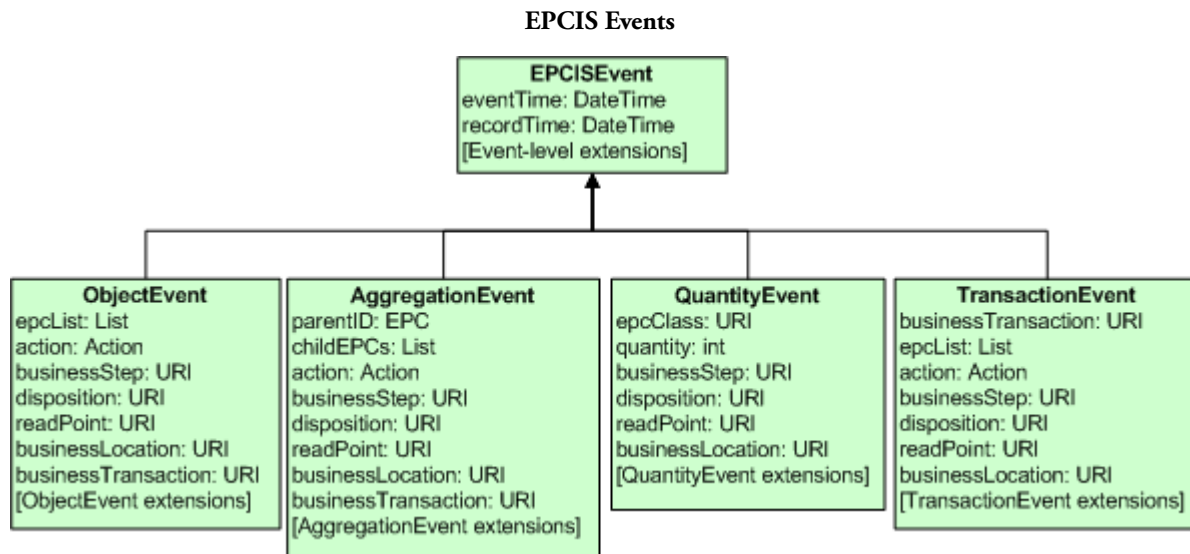 EPCIS Events
EPCISEvent
eventTime: DateTime
recordTime: DateTime
[Event-level extensions]
ObjectEvent
epcList: List
action: Action
businessStep: URI
disposition: URI
readPoint: URI
businessLocation: URI
businessTransaction: URI
[ObjectEvent extensions]
AggregationEvent
parentID: EPC
childEPCs: List
action: Action
businessStep: URI
disposition: URI
readPoint: URI
businessLocation: URI
businessTransaction: URI
[AggregationEvent extensions]
QuantityEvent
epcClass: URI
quantity: int
businessStep: URI
disposition: URI
readPoint: URI
businessLocation: URI
[QuantityEvent extensions]
TransactionEvent
businessTransaction: URI
epcList: List
action: Action
businessStep: URI
disposition: URI
readPoint: URI
businessLocation: URI
[TransactionEvent extensions]